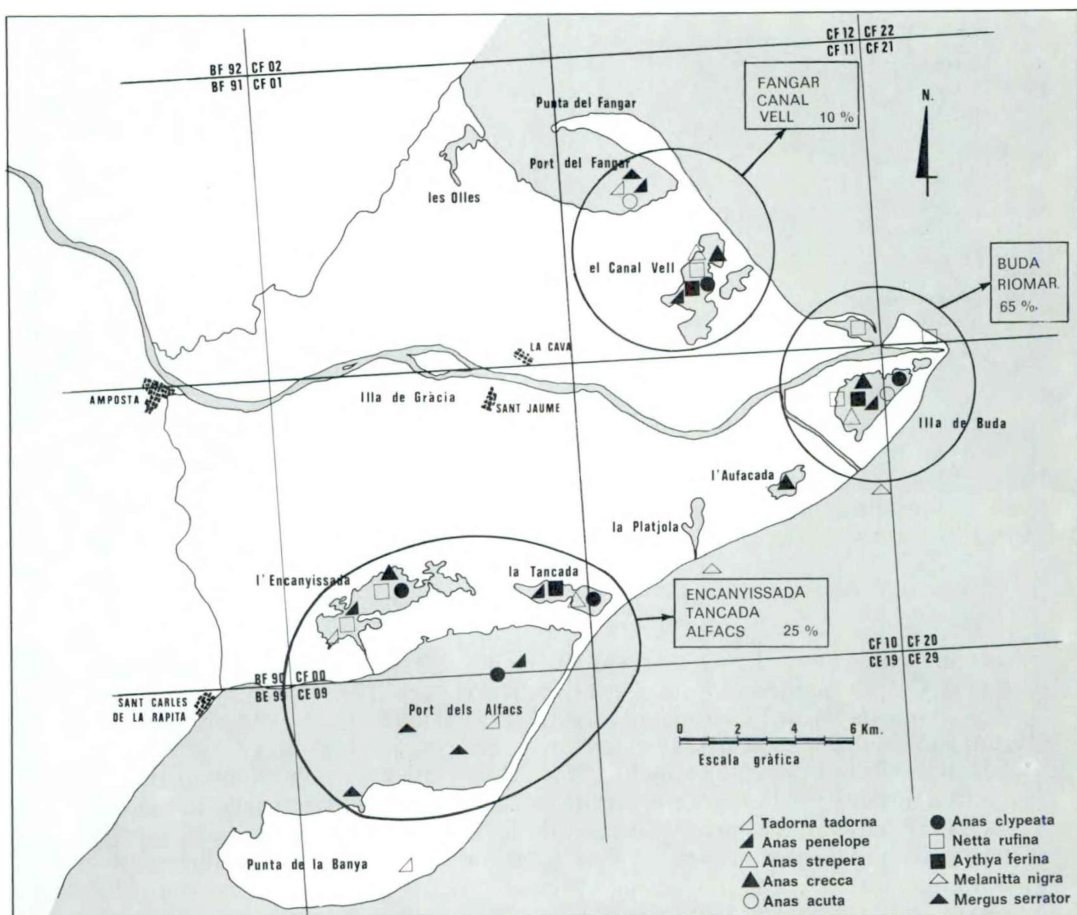 CF 12 CF 22
CF 11 CF 21
BF 92 CF 02
BF 91 CF 01
FANGAR
CANAL
VELL 10 %
N.
Punta del Fangar
Port del Fangar
les Olles
el Canal Vell
BUDA
RIOMAR
65 %
LA CAVA
AMPOSTA
Illa de Gràcia
SANT JAUME
Illa de Buda
l'Aufacada
la Platjola
l'Encanyissada
la Tancada
ENCANYISSADA
TANCADA
ALFACS 25 %
CF 10 CF 20
CE 19 CE 29
BF 90 CF 00
BE 99 CE 09
SANT CARLES
DE LA RAPITA
Port dels Alfacs
0 2 4 6 Km.
Escala gràfica
Punta de la Banya
Tadorna tadorna
Anas penelope
Anas strepera
Anas crecca
Anas acuta
Anas clypeata
Netta rufina
Aythya ferina
Melanitta nigra
Mergus serrator